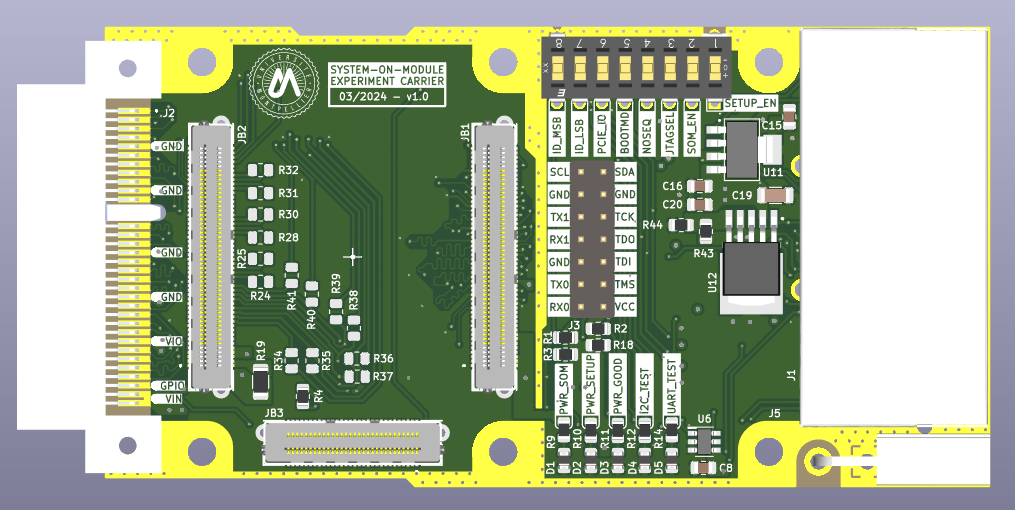 SYSTEM-ON-MODULE
EXPERIMENT CARRIER
03/2024 - v1.0
J2
JB2
JB1
GND
GND
GND
GND
VIO
GPIO
VIN
R32
R31
R30
R28
R25
R24
R41
R40
R39
R38
R34
R35
R36
R37
R19
R4
JB3
8 7 6 5 4 3 2 1
SETUP_EN
ID_MSB
ID_LSB
PCIE_IO
BOOTMD
NOSEQ
JTAGSEL
SOM_EN
SCL SDA
GND GND
TX1 TCK
RX1 TDO
GND TDI
TX0 TMS
RX0 VCC
J3
R1
R3
R2
R18
C15
U11
C16
C20
C19
R44
R43
U12
J1
PWR_SOM
PWR_SETUP
PWR_GOOD
I2C_TEST
UART_TEST
R9
R10
R11
R12
R14
D1
D2
D3
D4
D5
U6
C8
J5